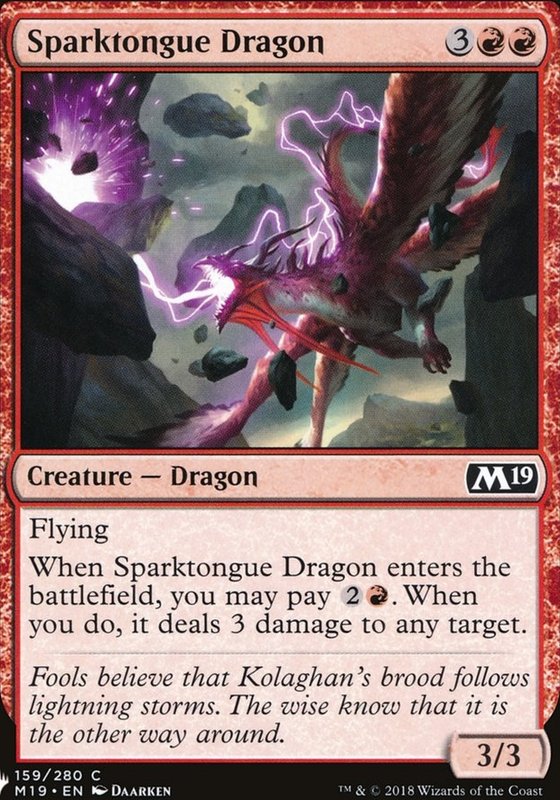 Sparktongue Dragon 3
Creature — Dragon M19
Flying
When Sparktongue Dragon enters the
battlefield, you may pay 2. When
you do, it deals 3 damage to any target.
Fools believe that Kolaghan's brood follows
lightning storms. The wise know that it is
the other way around.
3/3
159/280 C
M19 • EN DAARKEN
™ & © 2018 Wizards of the Coast